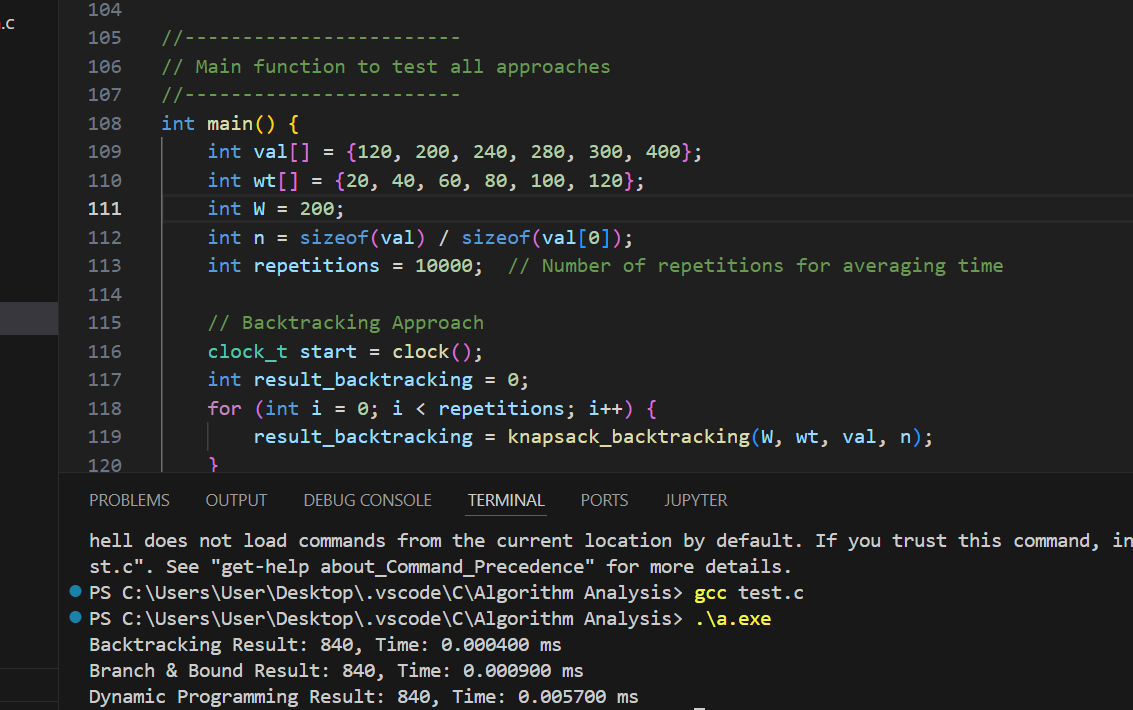 .c
104
105 //------------------------
106 // Main function to test all approaches
107 //------------------------
108 int main() {
109 int val[] = {120, 200, 240, 280, 300, 400};
110 int wt[] = {20, 40, 60, 80, 100, 120};
111 int W = 200;
112 int n = sizeof(val) / sizeof(val[0]);
113 int repetitions = 10000;  // Number of repetitions for averaging time
114
115 // Backtracking Approach
116 clock_t start = clock();
117 int result_backtracking = 0;
118 for (int i = 0; i < repetitions; i++) {
119 result_backtracking = knapsack_backtracking(W, wt, val, n);
120 }
PROBLEMS OUTPUT DEBUG CONSOLE TERMINAL PORTS JUPYTER
hell does not load commands from the current location by default. If you trust this command, in
st.c". See "get-help about_Command_Precedence" for more details.
PS C:\Users\User\Desktop\.vscode\C\Algorithm Analysis> gcc test.c
PS C:\Users\User\Desktop\.vscode\C\Algorithm Analysis> .\a.exe
Backtracking Result: 840, Time: 0.000400 ms
Branch & Bound Result: 840, Time: 0.000900 ms
Dynamic Programming Result: 840, Time: 0.005700 ms